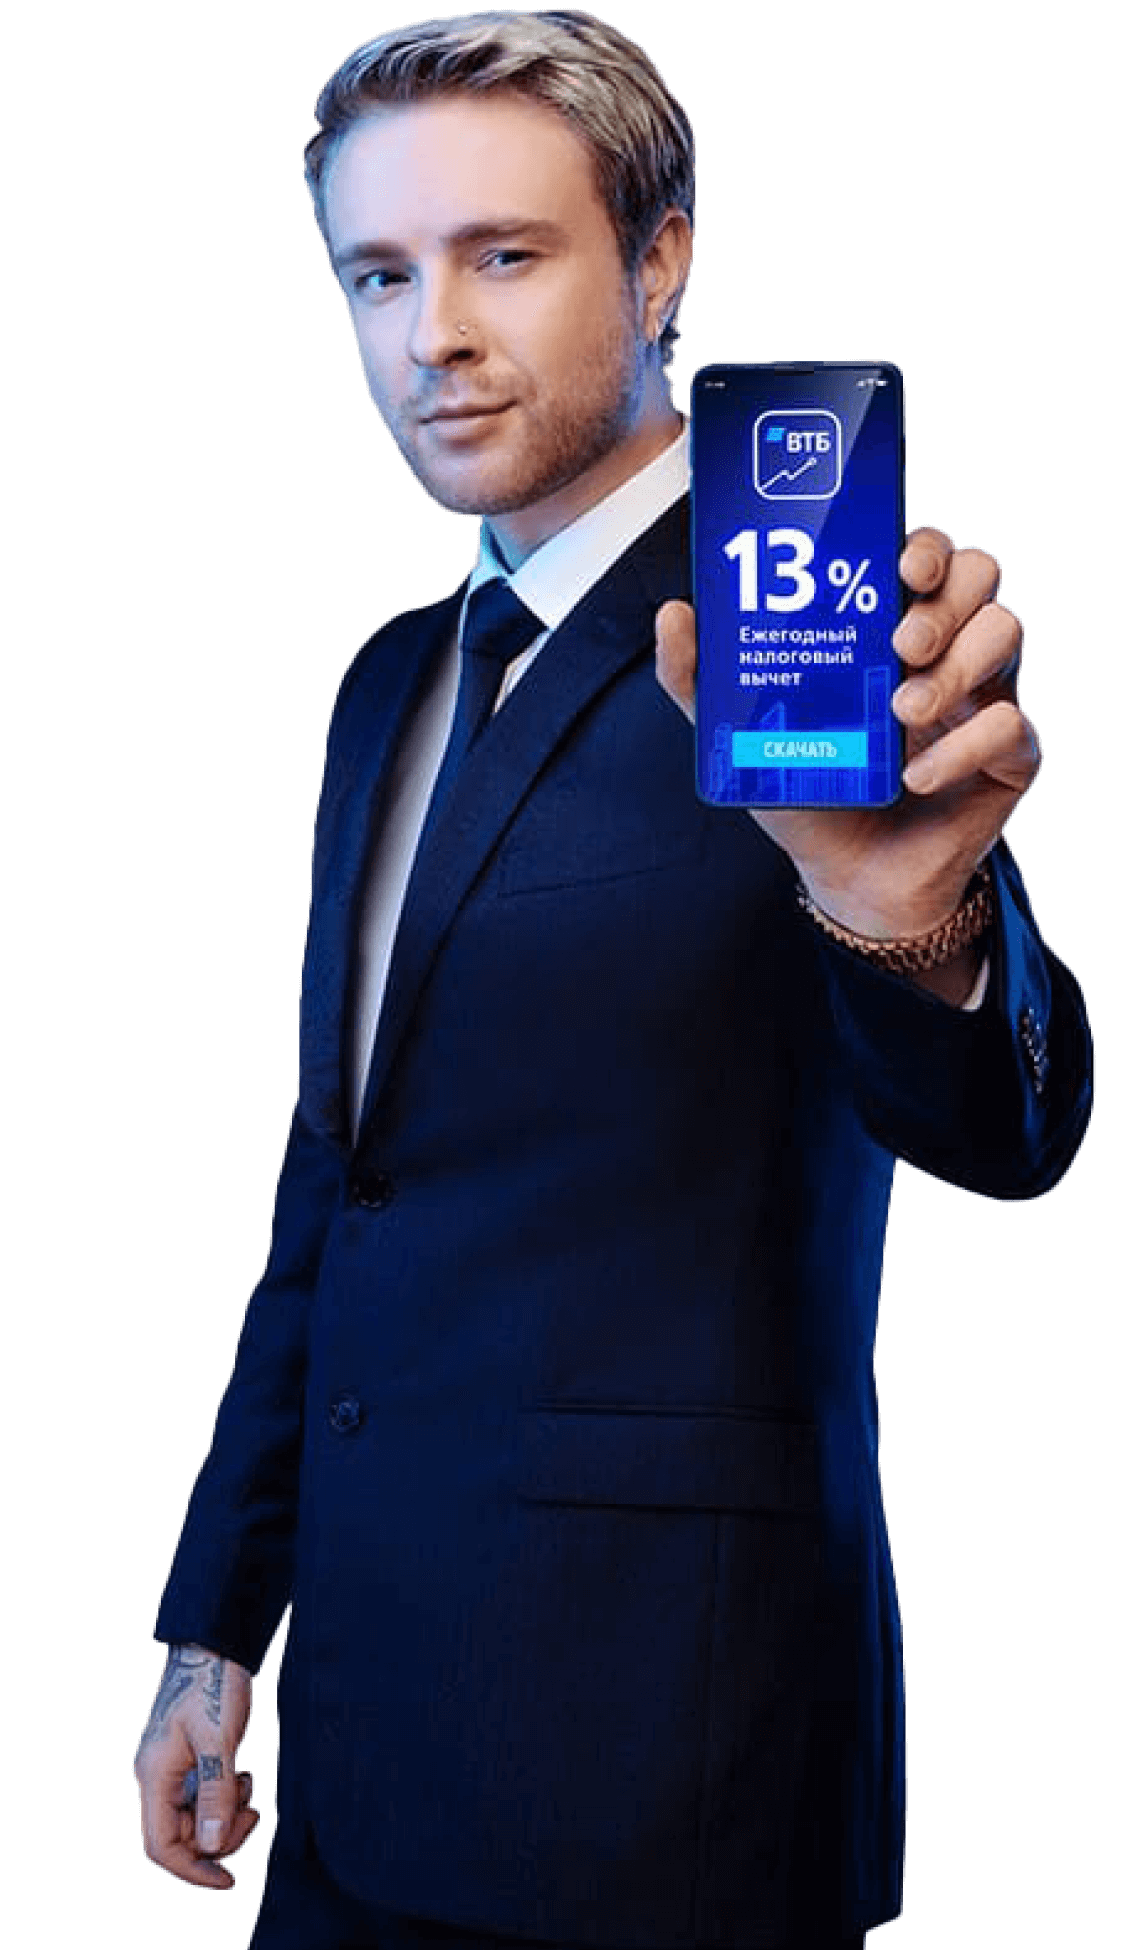 ВТБ
13 %
Ежегодный
налоговый
вычет
СКАЧАТЬ